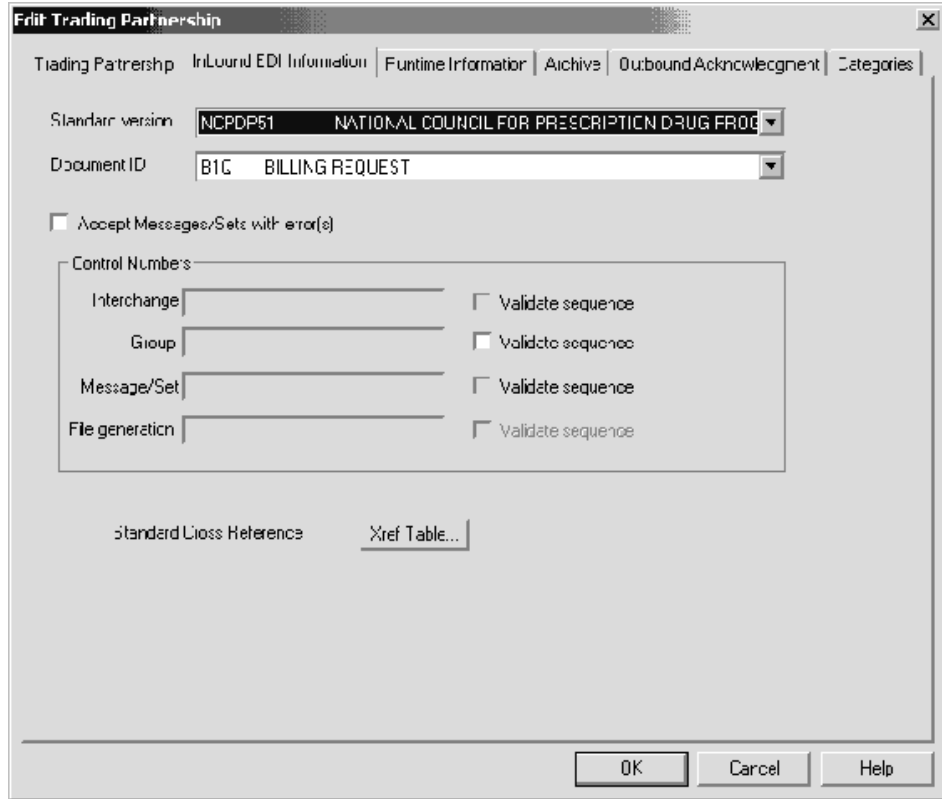 Edit Trading Partnership
Trading Partnership InBound EDI Information Runtime Information Archive Outbound Acknowledgment Categories
Standard version NCPDP51 NATIONAL COUNCIL FOR PRESCRIPTION DRUG PROG
Document ID B1Q BILLING REQUEST
Accept Messages/Sets with error(s)
Control Numbers
Interchange Validate sequence
Group Validate sequence
Message/Set Validate sequence
File generation Validate sequence
Standard Cross Reference Xref Table...
OK Cancel Help